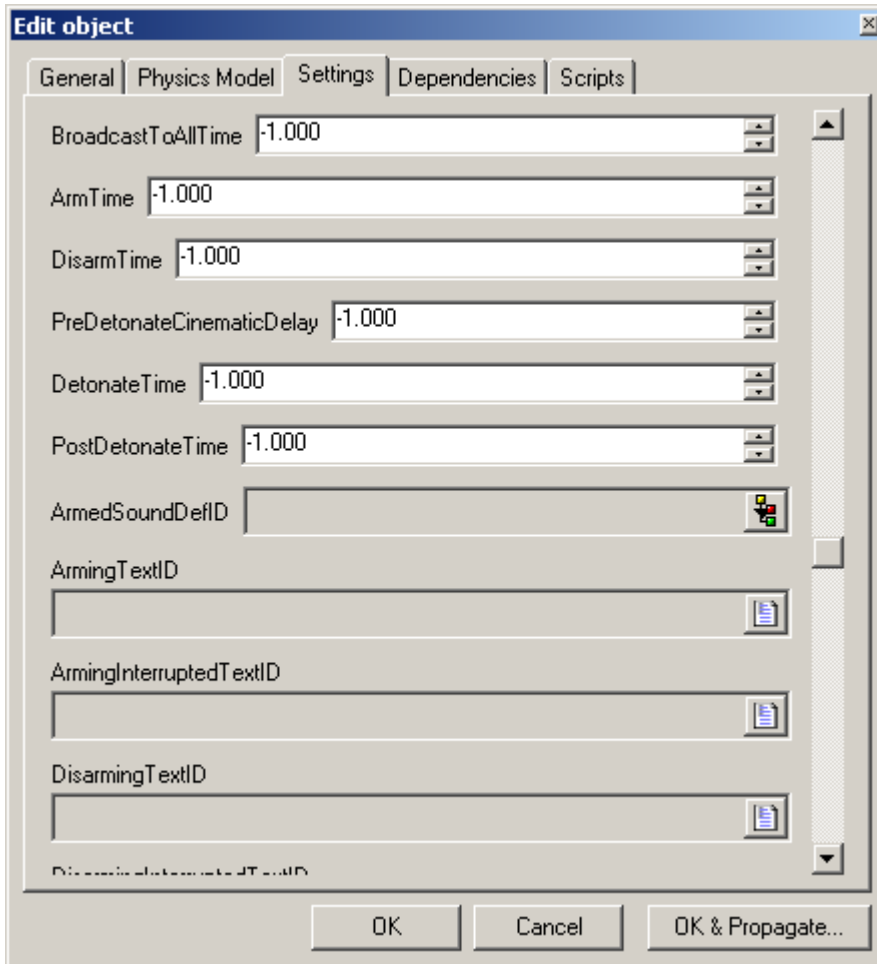 Edit object
General Physics Model Settings Dependencies Scripts
BroadcastToAllTime -1.000
ArmTime -1.000
DisarmTime -1.000
PreDetonateCinematicDelay -1.000
DetonateTime -1.000
PostDetonateTime -1.000
ArmedSoundDefID
ArmingTextID
ArmingInterruptedTextID
DisarmingTextID
DisarmingInterruptedTextID
OK Cancel OK & Propagate...